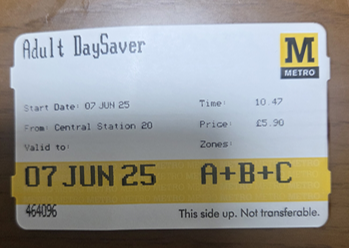 Adult DaySaver
M
METRO
Start Date: 07 JUN 25 Time: 10.47
From: Central Station 20 Price: £5.90
Valid to: Zones:
07 JUN 25 A+B+C
464096 This side up. Not transferable.